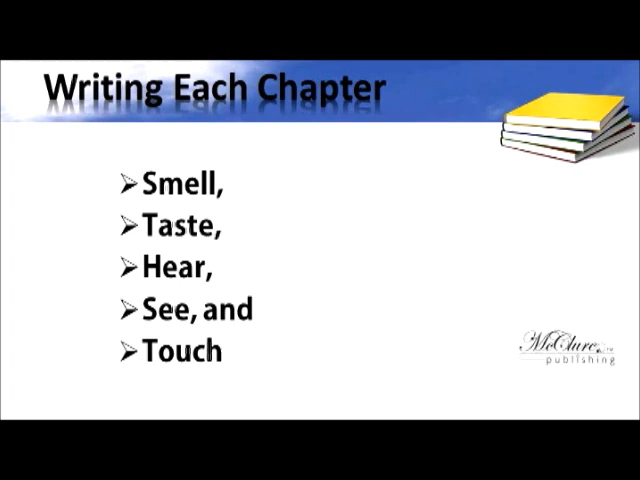 Writing Each Chapter
Smell,
Taste,
Hear,
See, and
Touch
McClure
publishing